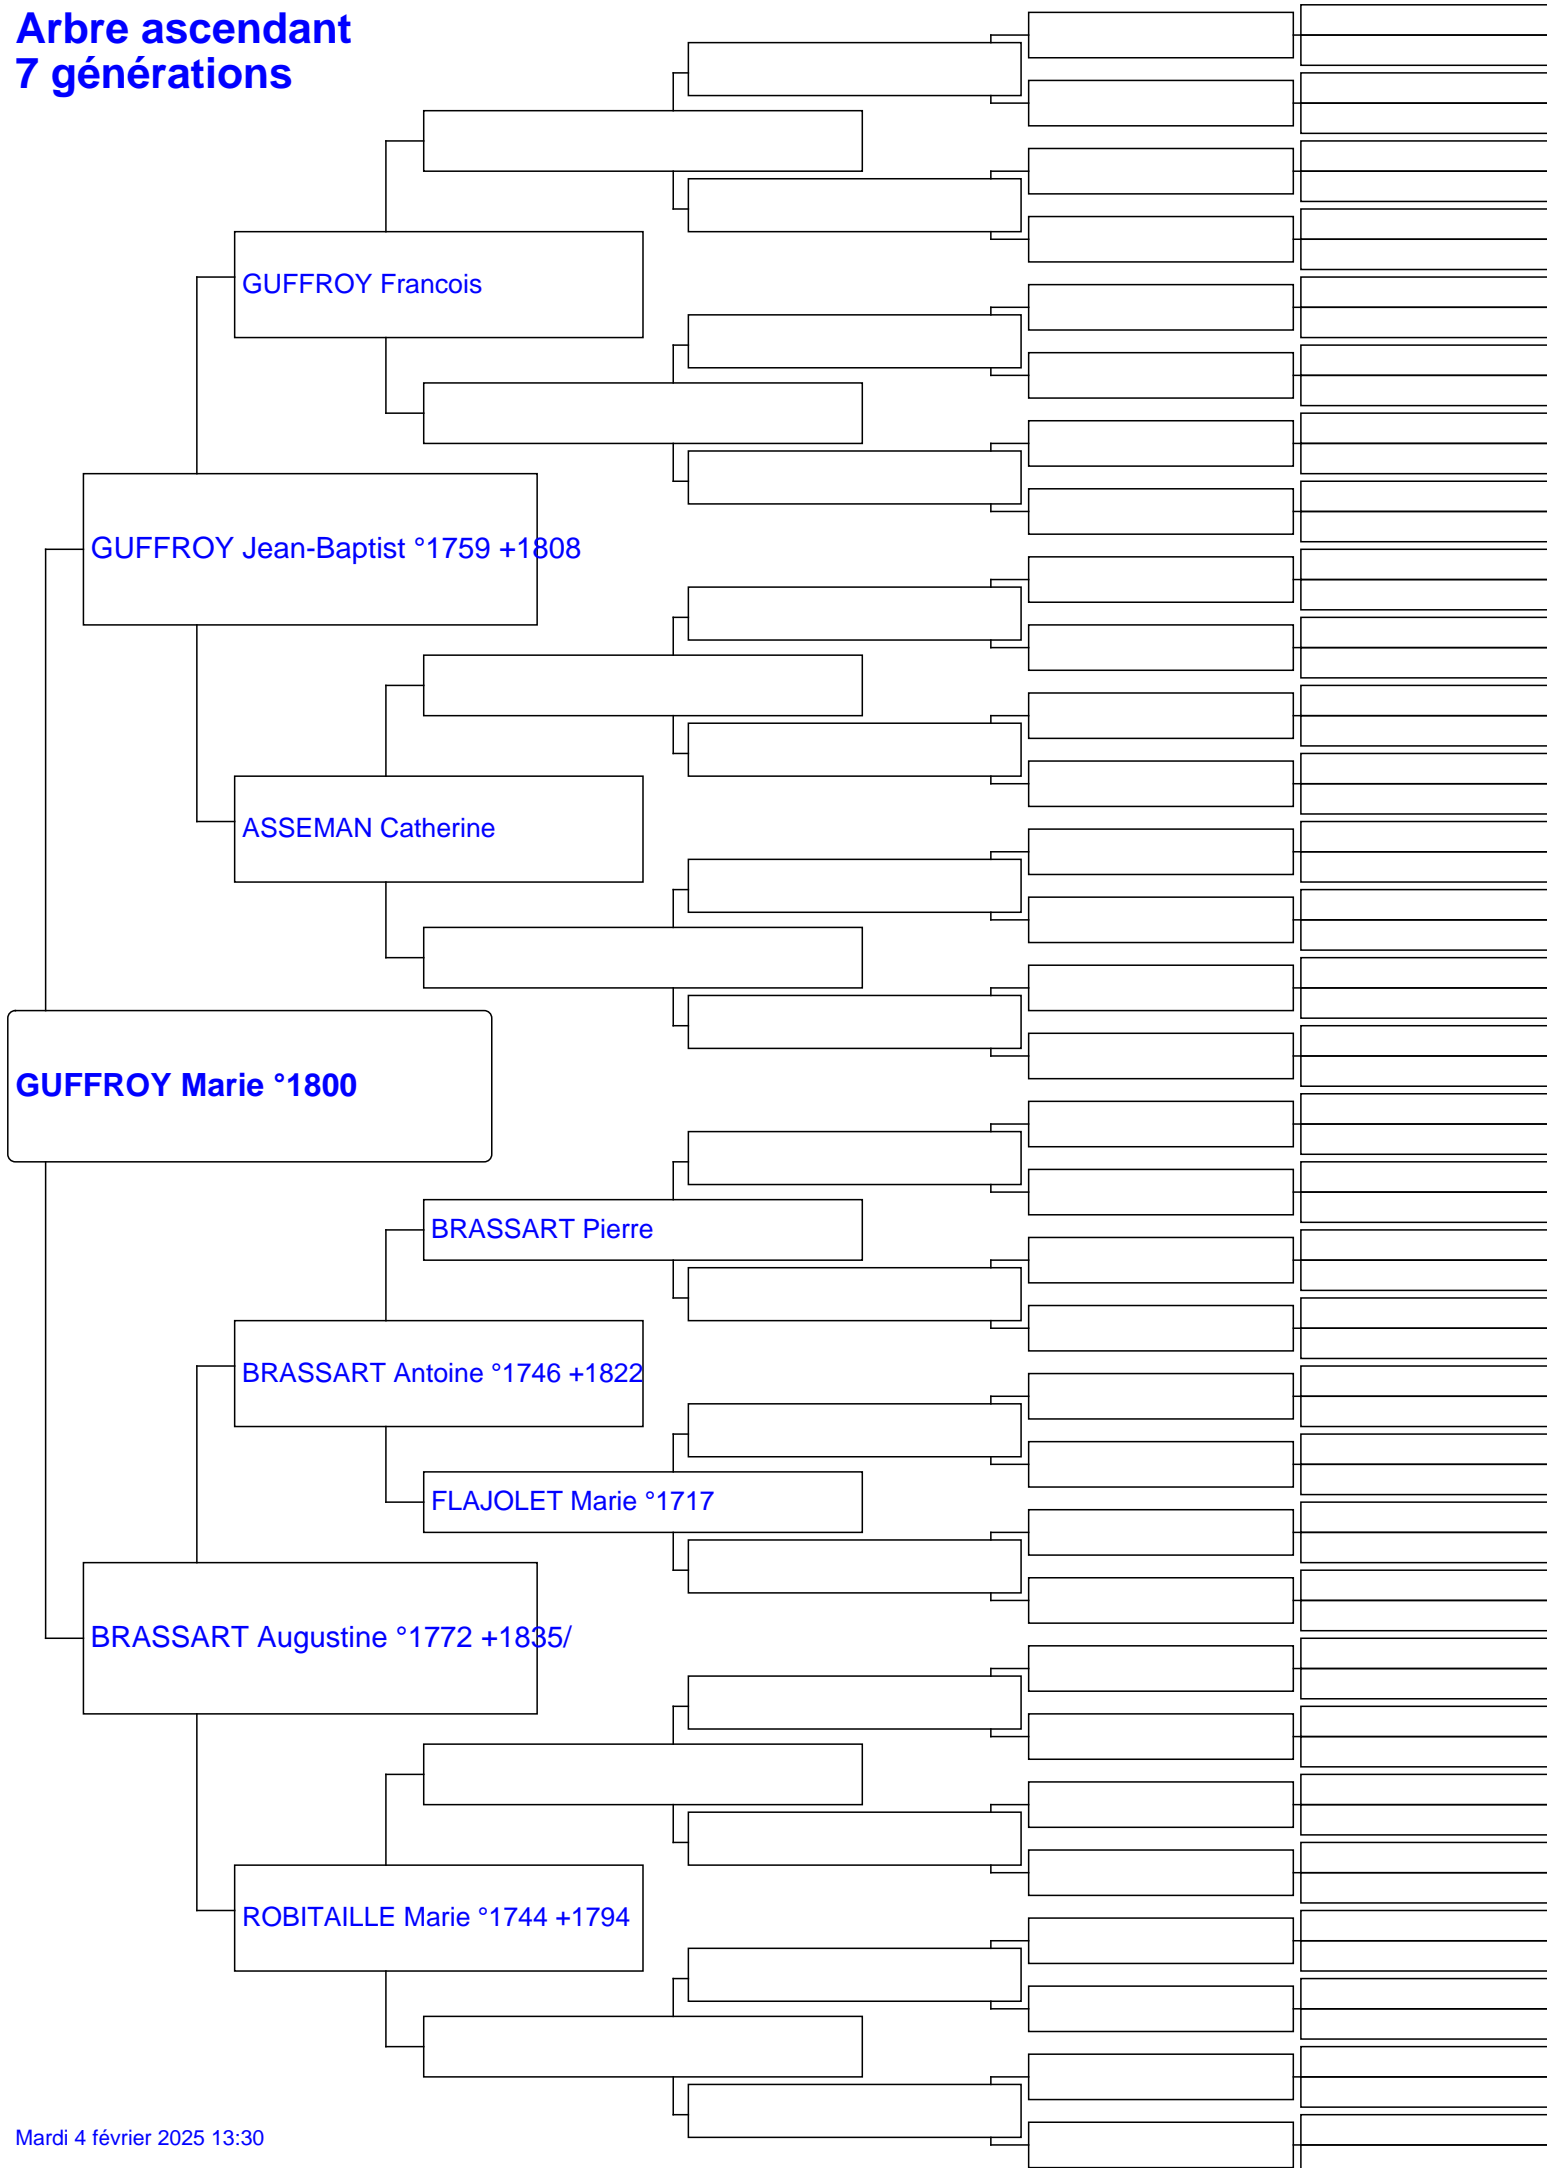 Arbre ascendant
7 générations
GUFFROY Francois
GUFFROY Jean-Baptist °1759 +1808
ASSEMAN Catherine
GUFFROY Marie °1800
BRASSART Pierre
BRASSART Antoine °1746 +1822
FLAJOLET Marie °1717
BRASSART Augustine °1772 +1835/
ROBITAILLE Marie °1744 +1794
Mardi 4 février 2025 13:30